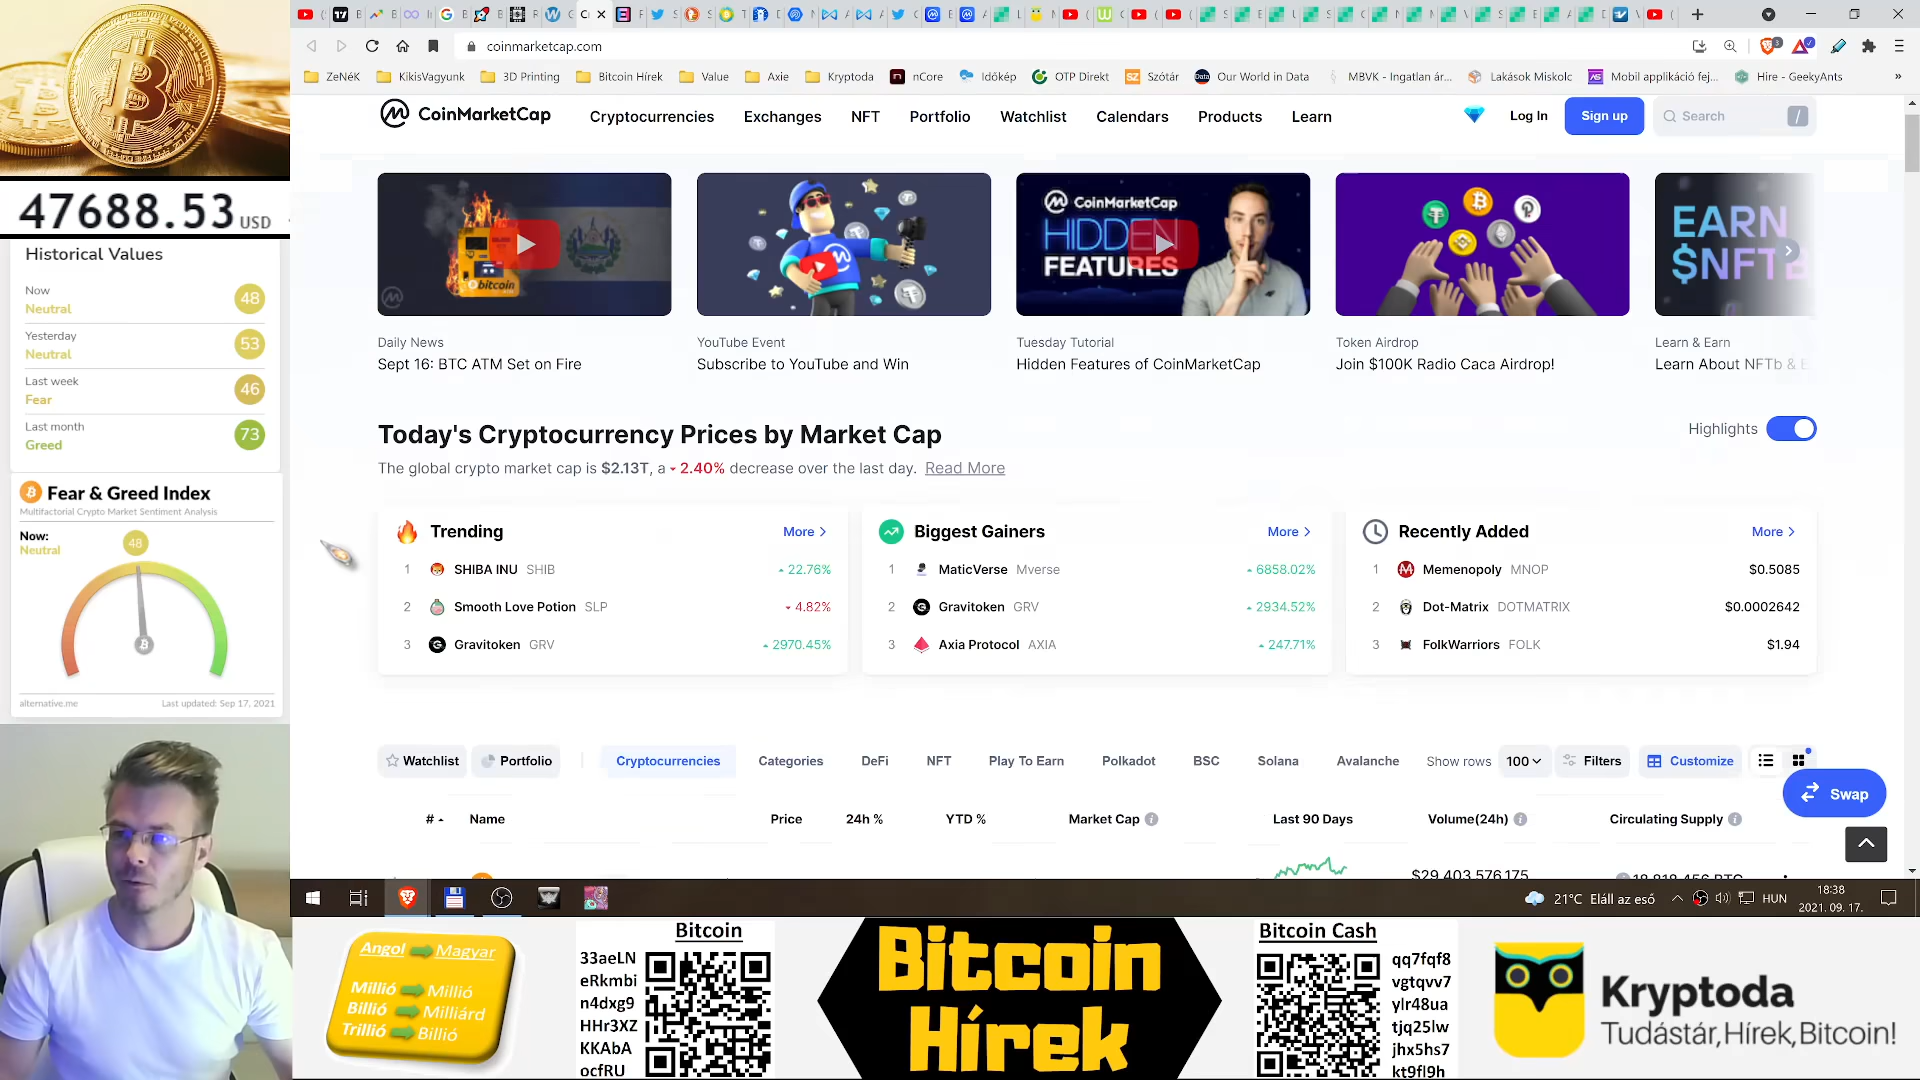 47688.53 USD
Historical Values
Now
Neutral
48
Yesterday
Neutral
53
Last week
Fear
46
Last month
Greed
73
Fear & Greed Index
Multifactorial Crypto Market Sentiment Analysis
Now:
Neutral
48
alternative.me
Last updated: Sep 17, 2021
coinmarketcap.com
ZeNéK
KikisVagyunk
3D Printing
Bitcoin Hírek
Value
Axie
Kryptoda
nCore
Időkép
OTP Direkt
Szótár
Our World in Data
MBVK - Ingatlan ár...
Lakások Miskolc
Mobil applikáció fej...
Hire - GeekyAnts
»
CoinMarketCap
Cryptocurrencies
Exchanges
NFT
Portfolio
Watchlist
Calendars
Products
Learn
Log In
Sign up
Search
/
bitcoin
CoinMarketCap
HIDDEN
FEATURES
EARN
$NFTB
Daily News
Sept 16: BTC ATM Set on Fire
YouTube Event
Subscribe to YouTube and Win
Tuesday Tutorial
Hidden Features of CoinMarketCap
Token Airdrop
Join $100K Radio Caca Airdrop!
Learn & Earn
Learn About NFTb &
Today's Cryptocurrency Prices by Market Cap
Highlights
The global crypto market cap is $2.13T, a 2.40% decrease over the last day. Read More
Trending
More >
1 SHIBA INU SHIB 22.76%
2 Smooth Love Potion SLP 4.82%
3 Gravitoken GRV 2970.45%
Biggest Gainers
More >
1 MaticVerse Mverse 6858.02%
2 Gravitoken GRV 2934.52%
3 Axia Protocol AXIA 247.71%
Recently Added
More >
1 Memenopoly MNOP $0.5085
2 Dot-Matrix DOTMATRIX $0.0002642
3 FolkWarriors FOLK $1.94
Watchlist
Portfolio
Cryptocurrencies
Categories
DeFi
NFT
Play To Earn
Polkadot
BSC
Solana
Avalanche
Show rows
100
Filters
Customize
Swap
# Name Price 24h % YTD % Market Cap Last 90 Days Volume(24h) Circulating Supply
$29,403,576,175
18,818,456 BTC
21°C Eláll az eső
HUN
18:38
2021. 09. 17.
Angol Magyar
Millió Millió
Billió Milliárd
Trillió Billió
Bitcoin
33aeLN
eRkmbi
n4dxg9
HHr3XZ
KKAbA
ocfRU
Bitcoin
Hírek
Bitcoin Cash
qq7fqf8
vgtqvv7
ylr48ua
tjq25lw
jhx5hs7
kt9fl9h
Kryptoda
Tudástár,Hírek,Bitcoin!